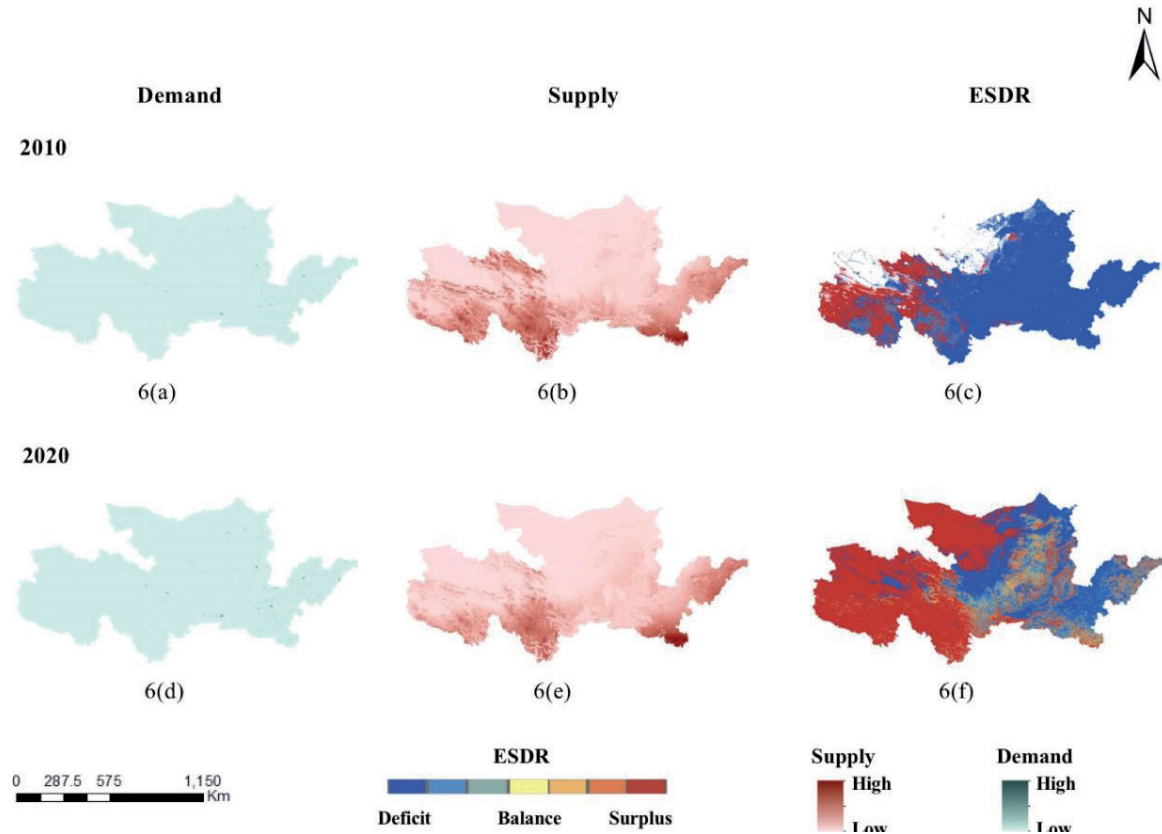 N
Demand Supply ESDR
2010
6(a) 6(b) 6(c)
2020
6(d) 6(e) 6(f)
ESDR Supply Demand
0 287.5 575 1,150
Km
High High
Deficit Balance Surplus
Low Low